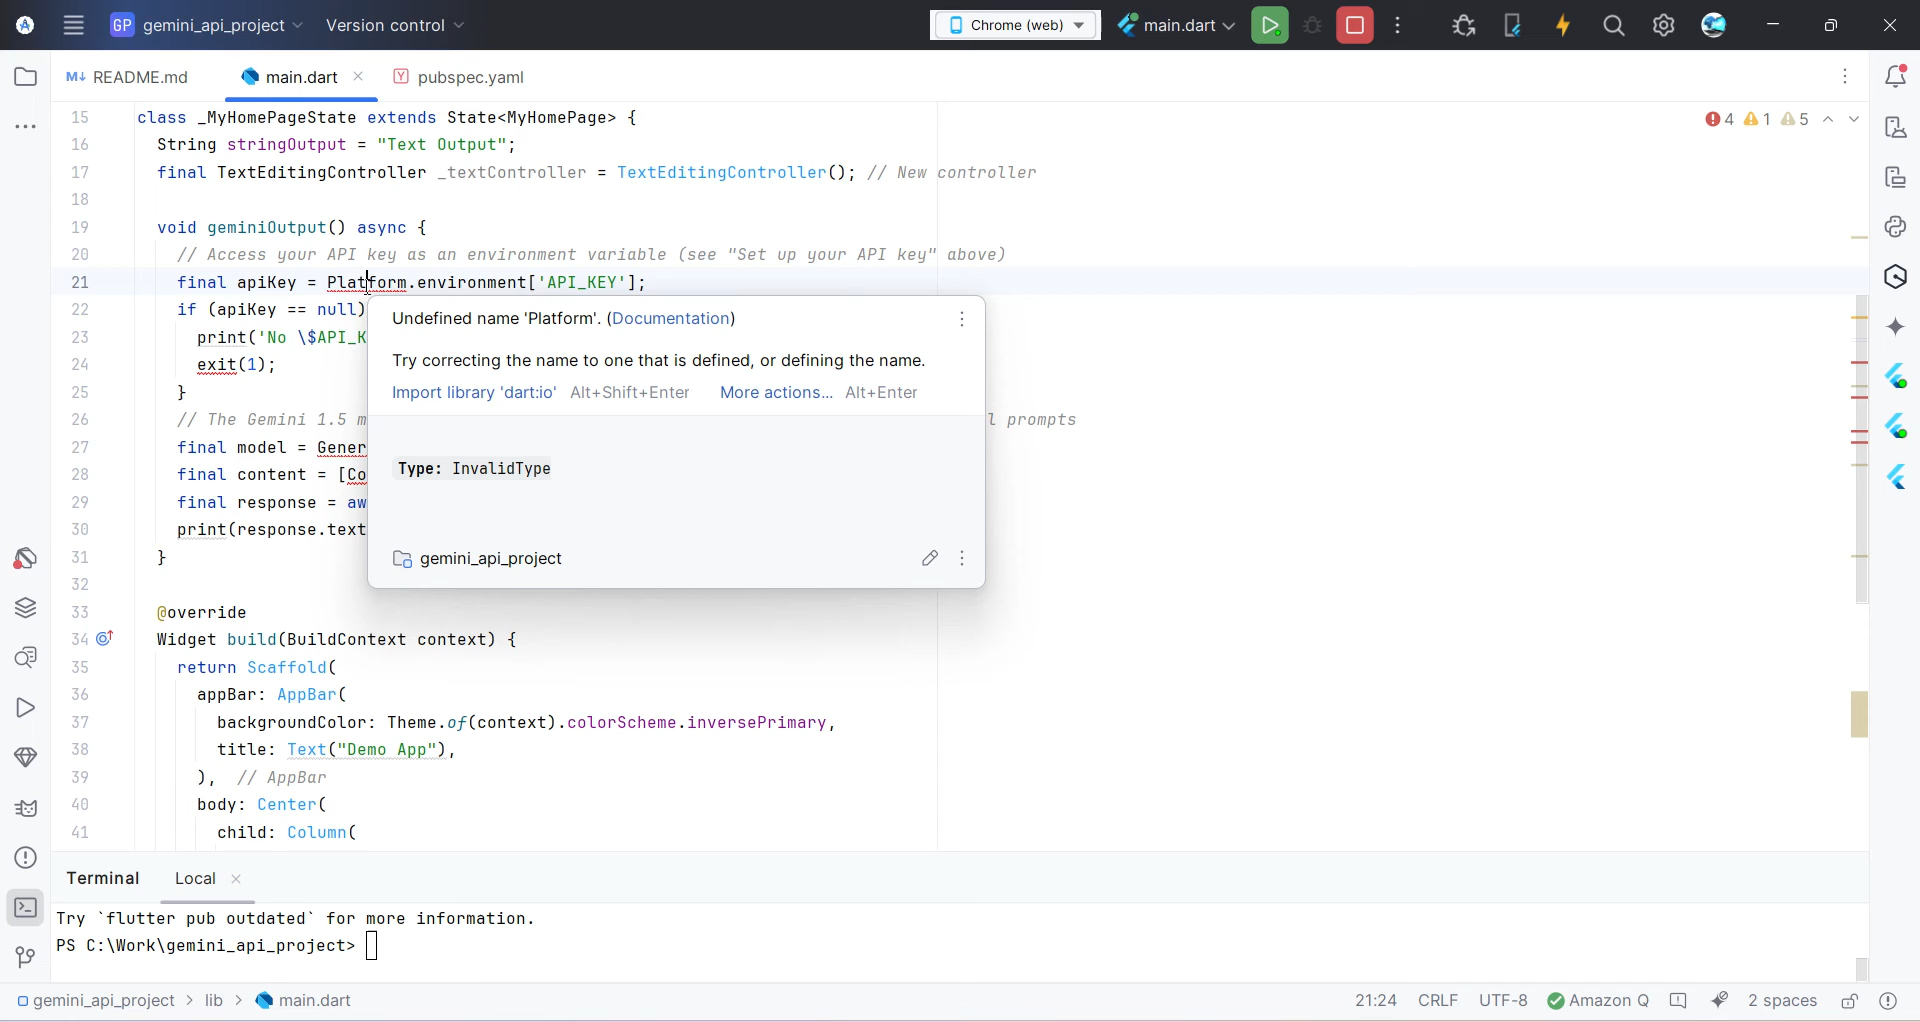 GP gemini_api_project Version control Chrome (web) main.dart
M↓ README.md main.dart pubspec.yaml
15 class _MyHomePageState extends State<MyHomePage> { 4 1 5
16 String stringOutput = "Text Output";
17 final TextEditingController _textController = TextEditingController(); // New controller
18
19 void geminiOutput() async {
20 // Access your API key as an environment variable (see "Set up your API key" above)
21 final apiKey = Platform.environment['API_KEY'];
22 if (apiKey == null)
Undefined name 'Platform'. (Documentation)
23 print('No \$API_K
Try correcting the name to one that is defined, or defining the name.
24 exit(1);
Import library 'dart:io' Alt+Shift+Enter More actions... Alt+Enter
25 }
26 // The Gemini 1.5 m l prompts
27 final model = Gener
Type: InvalidType
28 final content = [Co
29 final response = aw
30 print(response.text
31 }
gemini_api_project
32
33 @override
34 Widget build(BuildContext context) {
35 return Scaffold(
36 appBar: AppBar(
37 backgroundColor: Theme.of(context).colorScheme.inversePrimary,
38 title: Text("Demo App"),
39 ), // AppBar
40 body: Center(
41 child: Column(
Terminal Local
Try `flutter pub outdated` for more information.
PS C:\Work\gemini_api_project>
gemini_api_project > lib > main.dart 21:24 CRLF UTF-8 Amazon Q 2 spaces